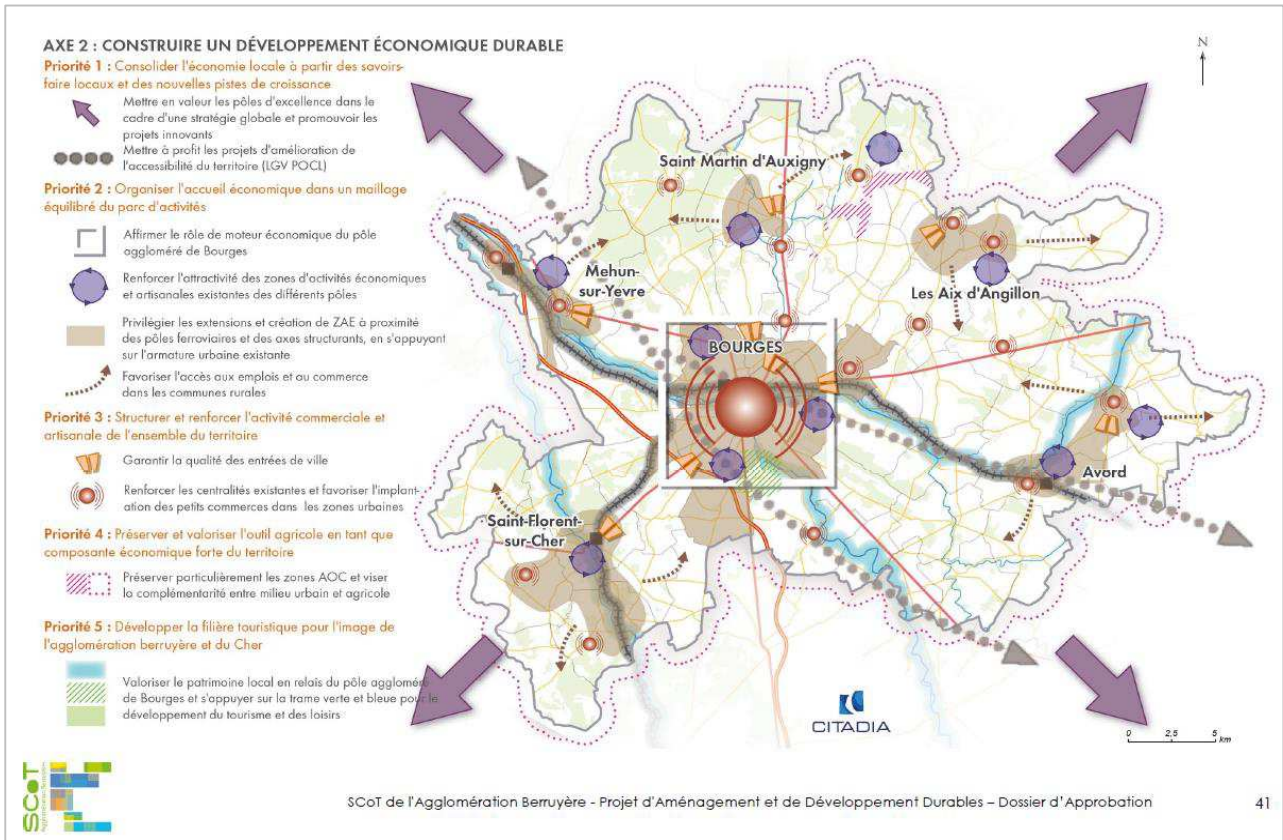 AXE 2 : CONSTRUIRE UN DÉVELOPPEMENT ÉCONOMIQUE DURABLE
Priorité 1 : Consolider l'économie locale à partir des savoirs-
faire locaux et des nouvelles pistes de croissance
Mettre en valeur les pôles d'excellence dans le
cadre d'une stratégie globale et promouvoir les
projets innovants
Mettre à profit les projets d'amélioration de
l'accessibilité du territoire (LGV POCL)
Priorité 2 : Organiser l'accueil économique dans un maillage
équilibré du parc d'activités
Affirmer le rôle de moteur économique du pôle
aggloméré de Bourges
Renforcer l'attractivité des zones d'activités économiques
et artisanales existantes des différents pôles
Privilégier les extensions et création de ZAE à proximité
des pôles ferroviaires et des axes structurants, en s'appuyant
sur l'armature urbaine existante
Favoriser l'accès aux emplois et au commerce
dans les communes rurales
Priorité 3 : Structurer et renforcer l'activité commerciale et
artisanale de l'ensemble du territoire
Garantir la qualité des entrées de ville
Renforcer les centralités existantes et favoriser l'implant-
ation des petits commerces dans les zones urbaines
Priorité 4 : Préserver et valoriser l'outil agricole en tant que
composante économique forte du territoire
Préserver particulièrement les zones AOC et viser
la complémentarité entre milieu urbain et agricole
Priorité 5 : Développer la filière touristique pour l'image de
l'agglomération berruyère et du Cher
Valoriser le patrimoine local en relais du pôle aggloméré
de Bourges et s'appuyer sur la trame verte et bleue pour le
développement du tourisme et des loisirs
N
Saint Martin d'Auxigny
Mehun-
sur-Yevre
Les Aix d'Angillon
BOURGES
Avord
Saint-Florent-
sur-Cher
CITADIA
0 2,5 5
km
SCoT
SCoT de l'Agglomération Berruyère - Projet d'Aménagement et de Développement Durables – Dossier d'Approbation
41